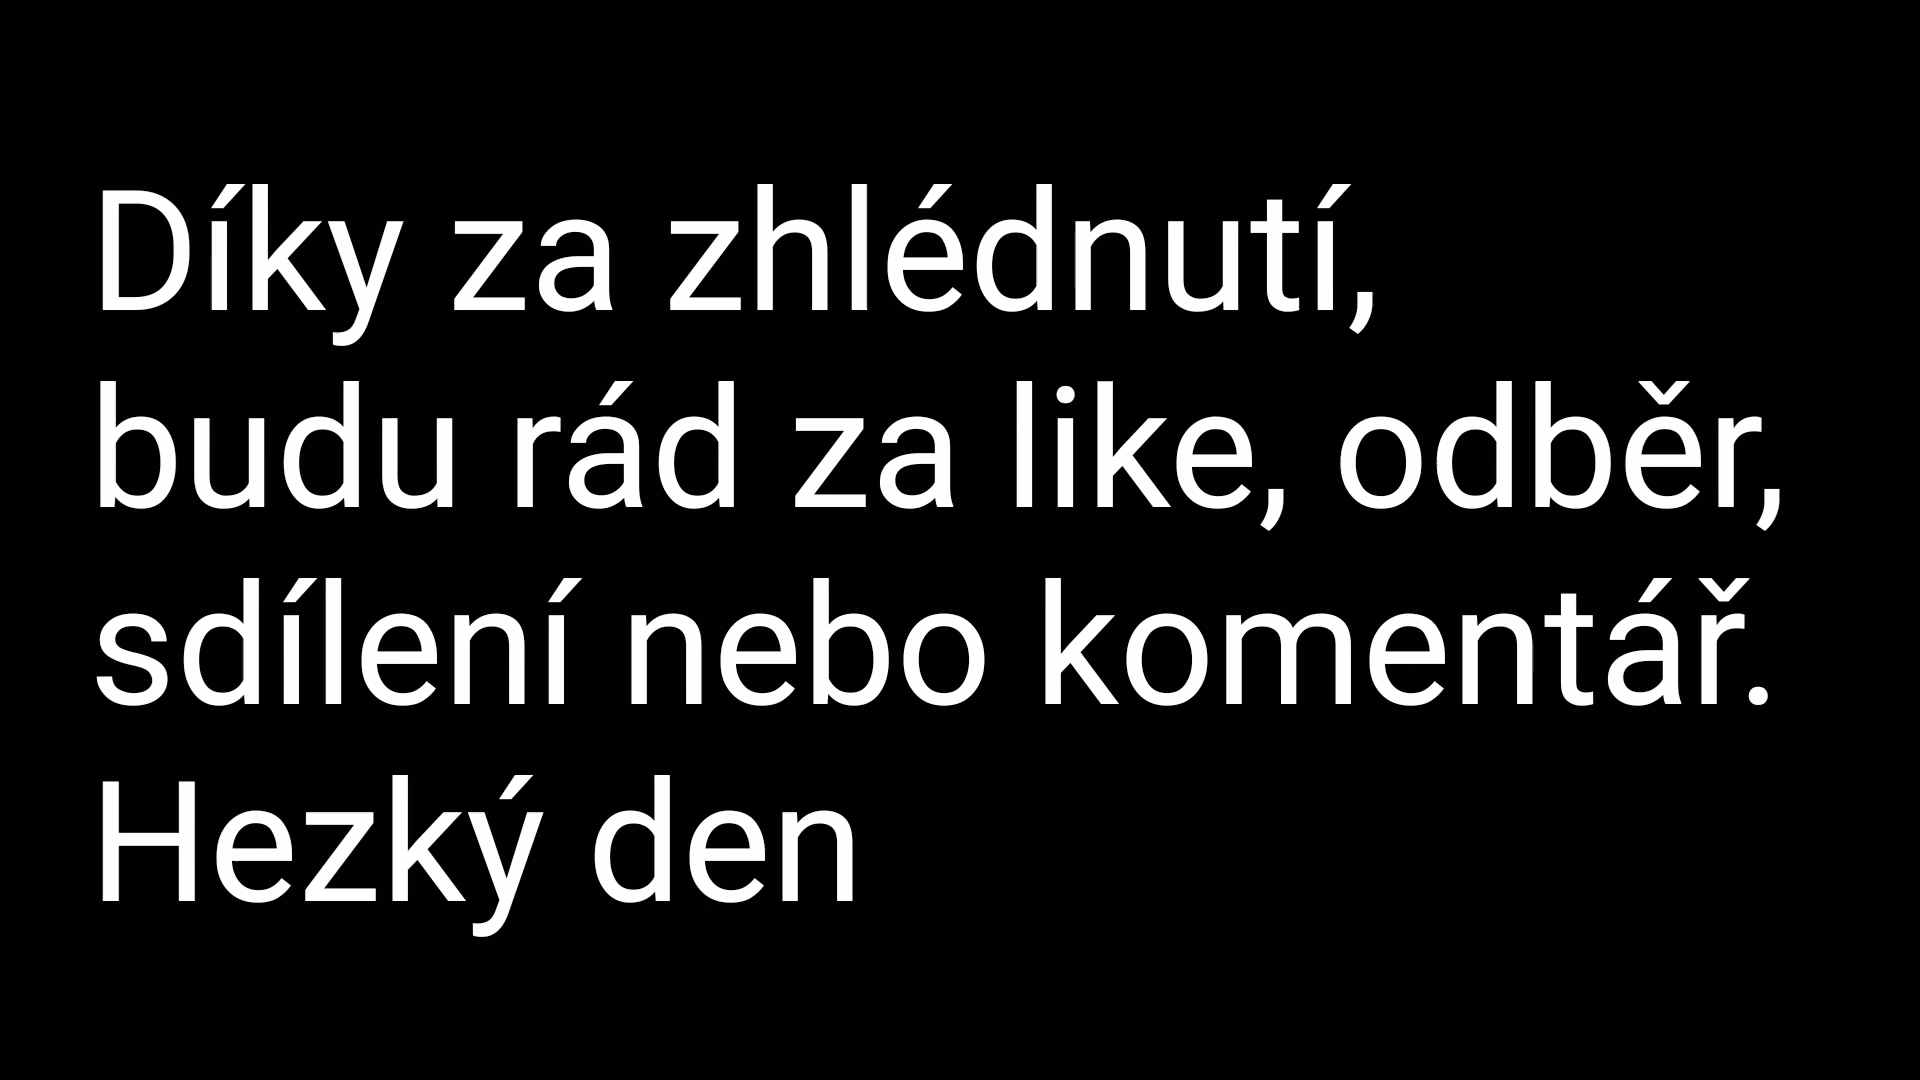 Díky za zhlédnutí,
budu rád za like, odběr,
sdílení nebo komentář.
Hezký den